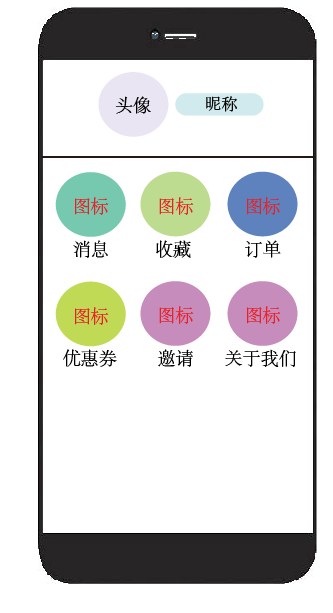 头像 昵称
图标 图标 图标
消息 收藏 订单
图标 图标 图标
优惠券 邀请 关于我们